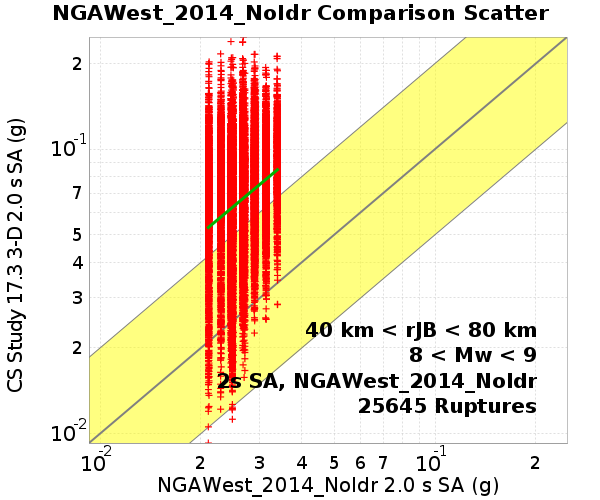 NGAWest_2014_NoIdr Comparison Scatter
CS Study 17.3 3-D 2.0 s SA (g)
2
10-1
7
5
4
3
2
10-2
40 km < rJB < 80 km
8 < Mw < 9
2s SA, NGAWest_2014_NoIdr
25645 Ruptures
10-2 2 3 4 5 6 7 10-1 2
NGAWest_2014_NoIdr 2.0 s SA (g)